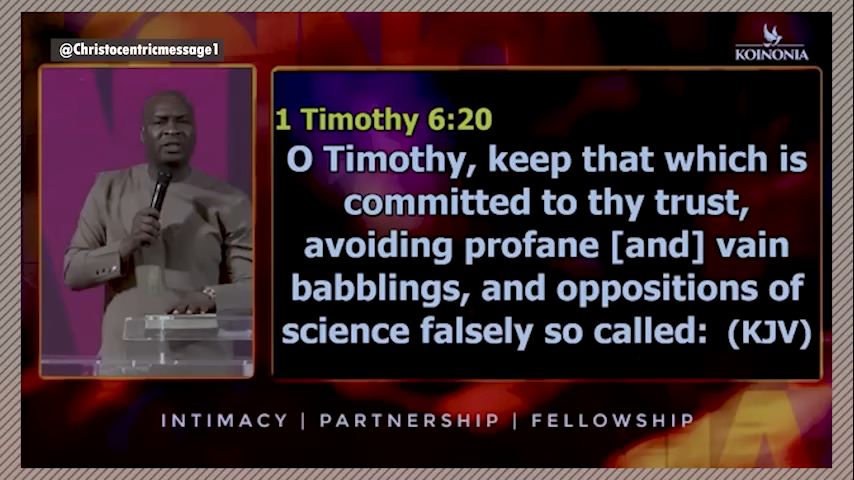 @Christocentricmessage1
KOINONIA
1 Timothy 6:20
O Timothy, keep that which is
committed to thy trust,
avoiding profane [and] vain
babblings, and oppositions of
science falsely so called: (KJV)
INTIMACY | PARTNERSHIP | FELLOWSHIP